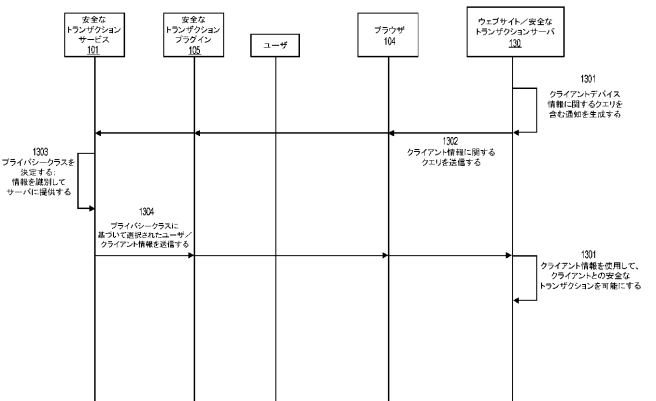 安全な
トランザクション
サービス
101
安全な
トランザクション
プラグイン
105
ユーザ
ブラウザ
104
ウェブサイト／安全な
トランザクションサーバ
130
1301
クライアントデバイス
情報に関するクエリを
含む通知を生成する
1302
クライアント情報に関する
クエリを送信する
1303
プライバシークラスを
決定する;
情報を識別して
サーバに提供する
1304
プライバシークラスに
基づいて選択されたユーザ／
クライアント情報を送信する
1301
クライアント情報を使用して、
クライアントとの安全な
トランザクションを可能にする